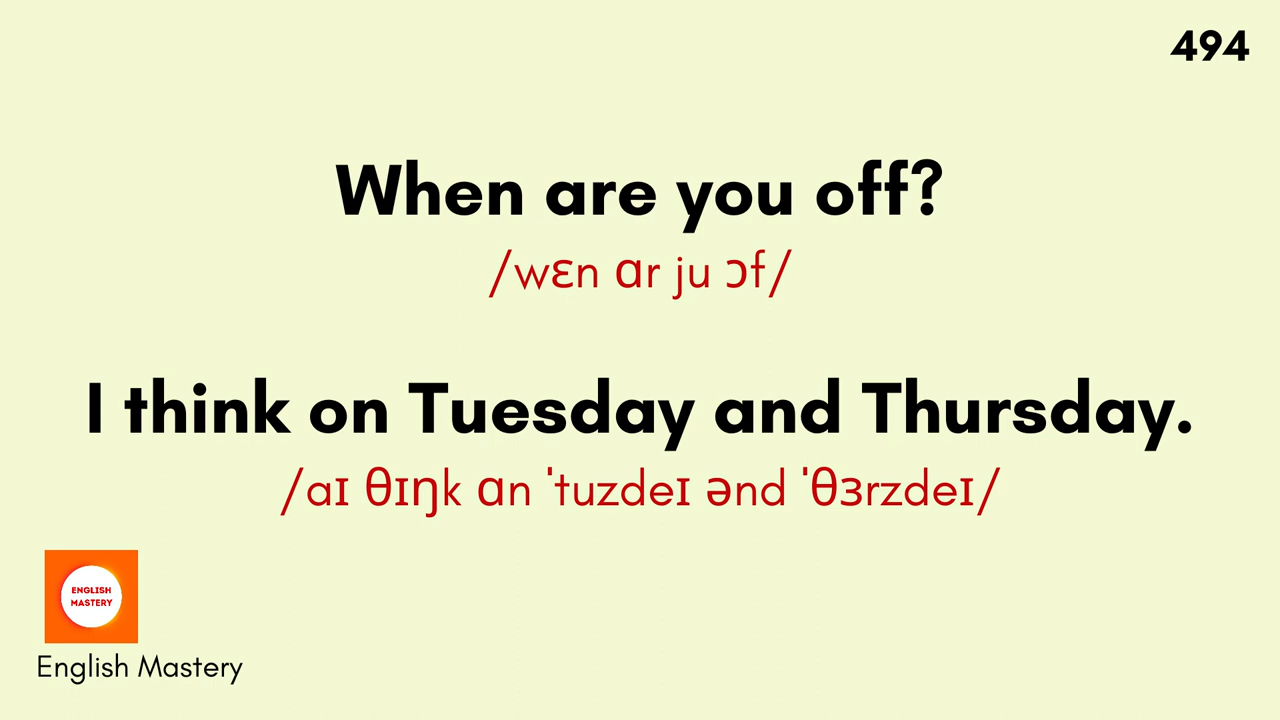 494
When are you off?
/wɛn ɑr ju ɔf/
I think on Tuesday and Thursday.
/aɪ θɪŋk ɑn ˈtuzdeɪ ənd ˈθɜrzdeɪ/
ENGLISH
MASTERY
English Mastery